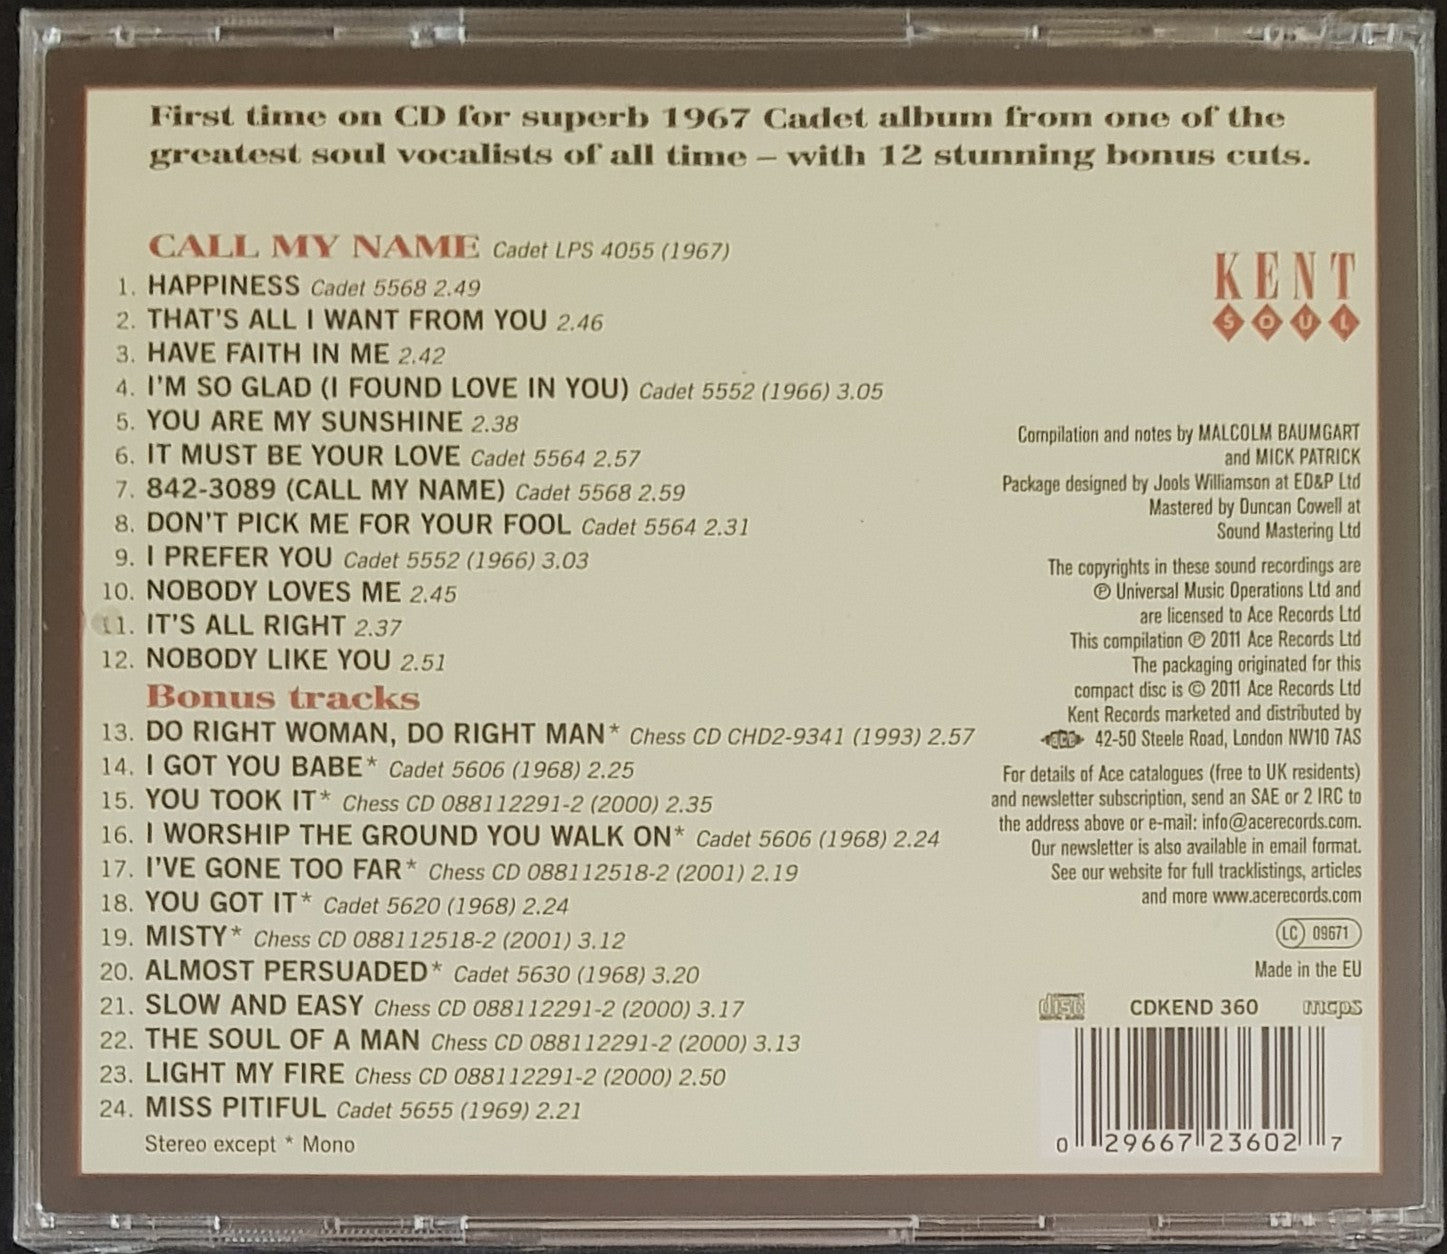 First time on CD for superb 1967 Cadet album from one of the
greatest soul vocalists of all time – with 12 stunning bonus cuts.
CALL MY NAME Cadet LPS 4055 (1967)
1. HAPPINESS Cadet 5568 2.49
2. THAT'S ALL I WANT FROM YOU 2.46
3. HAVE FAITH IN ME 2.42
4. I'M SO GLAD (I FOUND LOVE IN YOU) Cadet 5552 (1966) 3.05
5. YOU ARE MY SUNSHINE 2.38
6. IT MUST BE YOUR LOVE Cadet 5564 2.57
7. 842-3089 (CALL MY NAME) Cadet 5568 2.59
8. DON'T PICK ME FOR YOUR FOOL Cadet 5564 2.31
9. I PREFER YOU Cadet 5552 (1966) 3.03
10. NOBODY LOVES ME 2.45
11. IT'S ALL RIGHT 2.37
12. NOBODY LIKE YOU 2.51
Bonus tracks
13. DO RIGHT WOMAN, DO RIGHT MAN* Chess CD CHD2-9341 (1993) 2.57
14. I GOT YOU BABE* Cadet 5606 (1968) 2.25
15. YOU TOOK IT* Chess CD 088112291-2 (2000) 2.35
16. I WORSHIP THE GROUND YOU WALK ON* Cadet 5606 (1968) 2.24
17. I'VE GONE TOO FAR* Chess CD 088112518-2 (2001) 2.19
18. YOU GOT IT* Cadet 5620 (1968) 2.24
19. MISTY* Chess CD 088112518-2 (2001) 3.12
20. ALMOST PERSUADED* Cadet 5630 (1968) 3.20
21. SLOW AND EASY Chess CD 088112291-2 (2000) 3.17
22. THE SOUL OF A MAN Chess CD 088112291-2 (2000) 3.13
23. LIGHT MY FIRE Chess CD 088112291-2 (2000) 2.50
24. MISS PITIFUL Cadet 5655 (1969) 2.21
Stereo except * Mono
KENT
SOUL
Compilation and notes by MALCOLM BAUMGART
and MICK PATRICK
Package designed by Jools Williamson at ED&P Ltd
Mastered by Duncan Cowell at
Sound Mastering Ltd
The copyrights in these sound recordings are
℗ Universal Music Operations Ltd and
are licensed to Ace Records Ltd
This compilation ℗ 2011 Ace Records Ltd
The packaging originated for this
compact disc is © 2011 Ace Records Ltd
Kent Records marketed and distributed by
ace 42-50 Steele Road, London NW10 7AS
For details of Ace catalogues (free to UK residents)
and newsletter subscription, send an SAE or 2 IRC to
the address above or e-mail: info@acerecords.com.
Our newsletter is also available in email format.
See our website for full tracklistings, articles
and more www.acerecords.com
LC 09671
Made in the EU
disc CDKEND 360 mcps
DIGITAL AUDIO
0 29667 23602 7